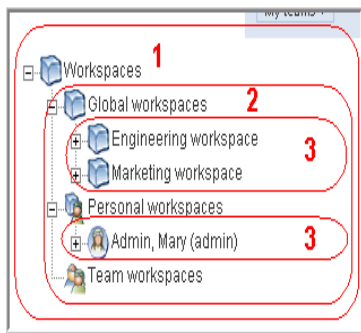 My teams
1
Workspaces
2
Global workspaces
3
Engineering workspace
Marketing workspace
Personal workspaces
3
Admin, Mary (admin)
Team workspaces